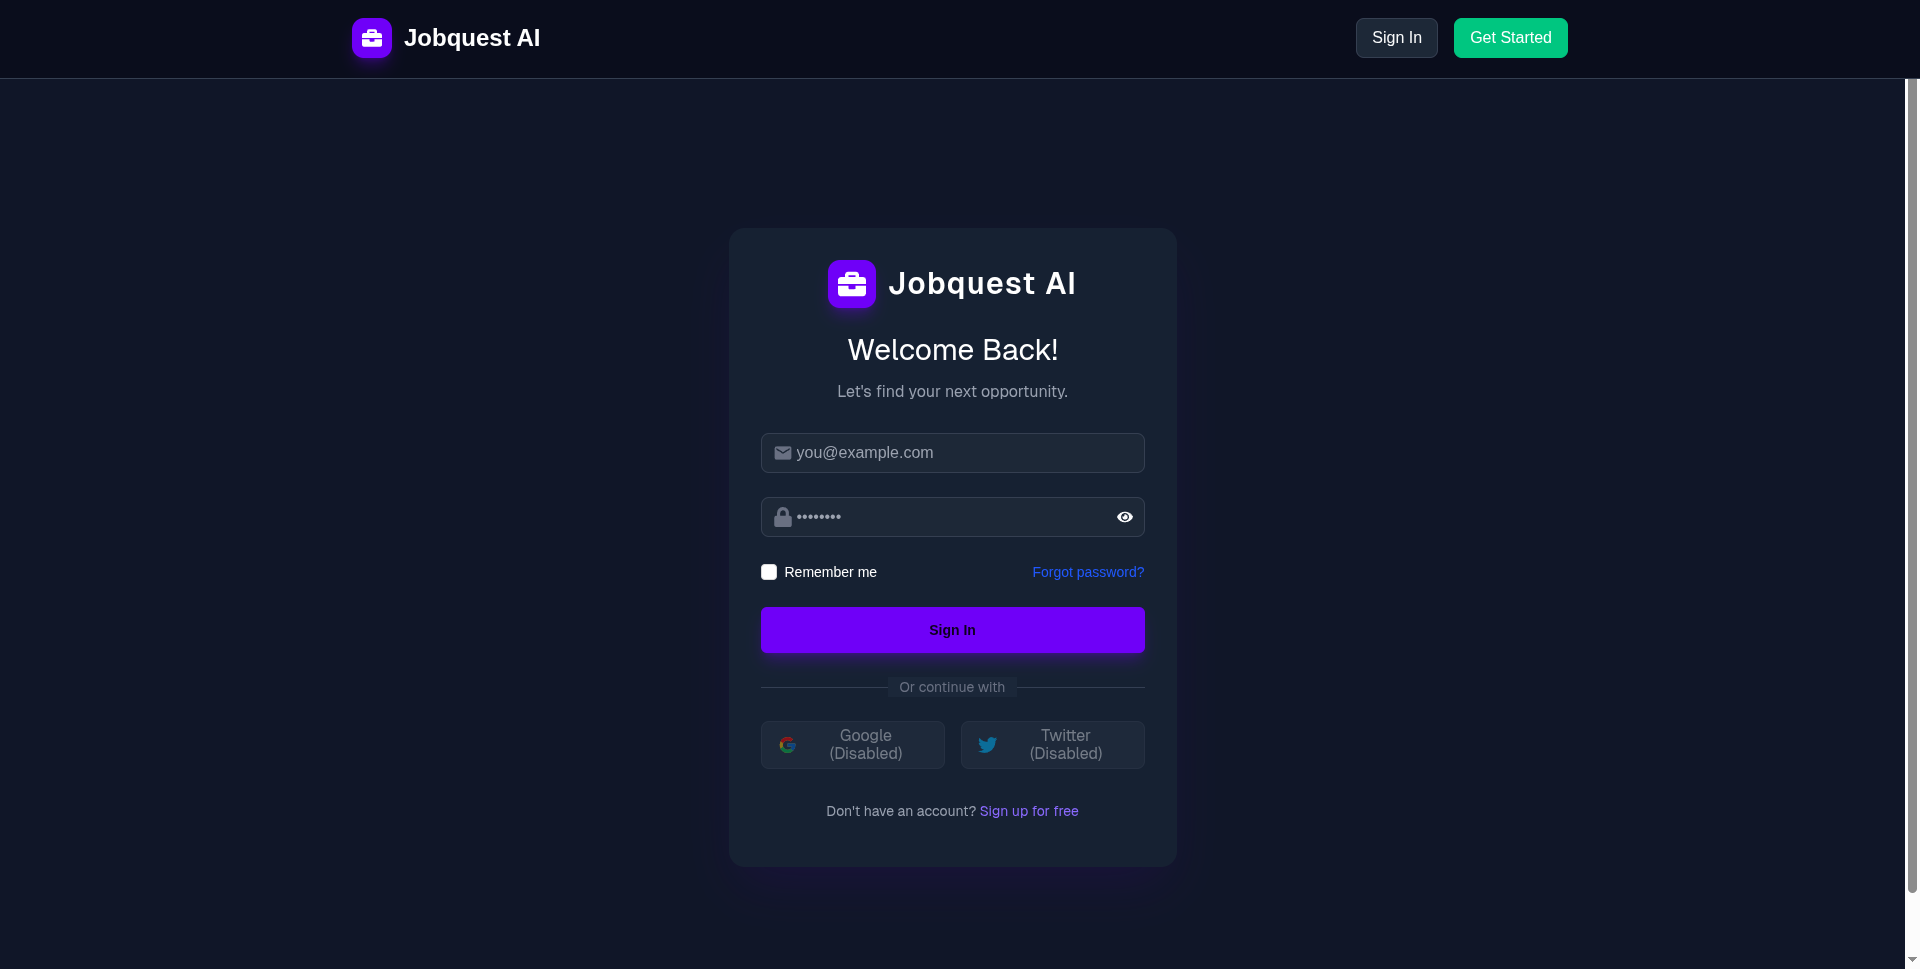 Jobquest AI
Sign In
Get Started
Jobquest AI
Welcome Back!
Let's find your next opportunity.
you@example.com
••••••••
Remember me
Forgot password?
Sign In
Or continue with
Google
(Disabled)
Twitter
(Disabled)
Don't have an account? Sign up for free